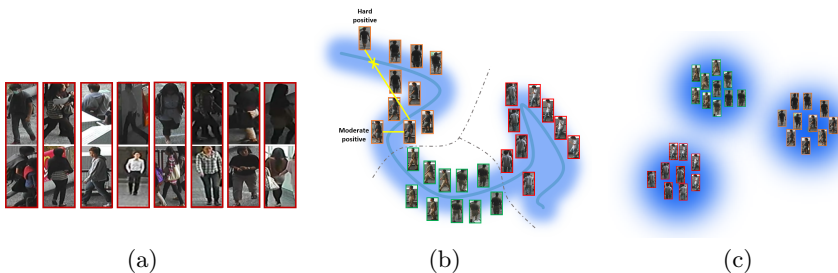 Hard
positive
Moderate
positive
(a)
(b)
(c)